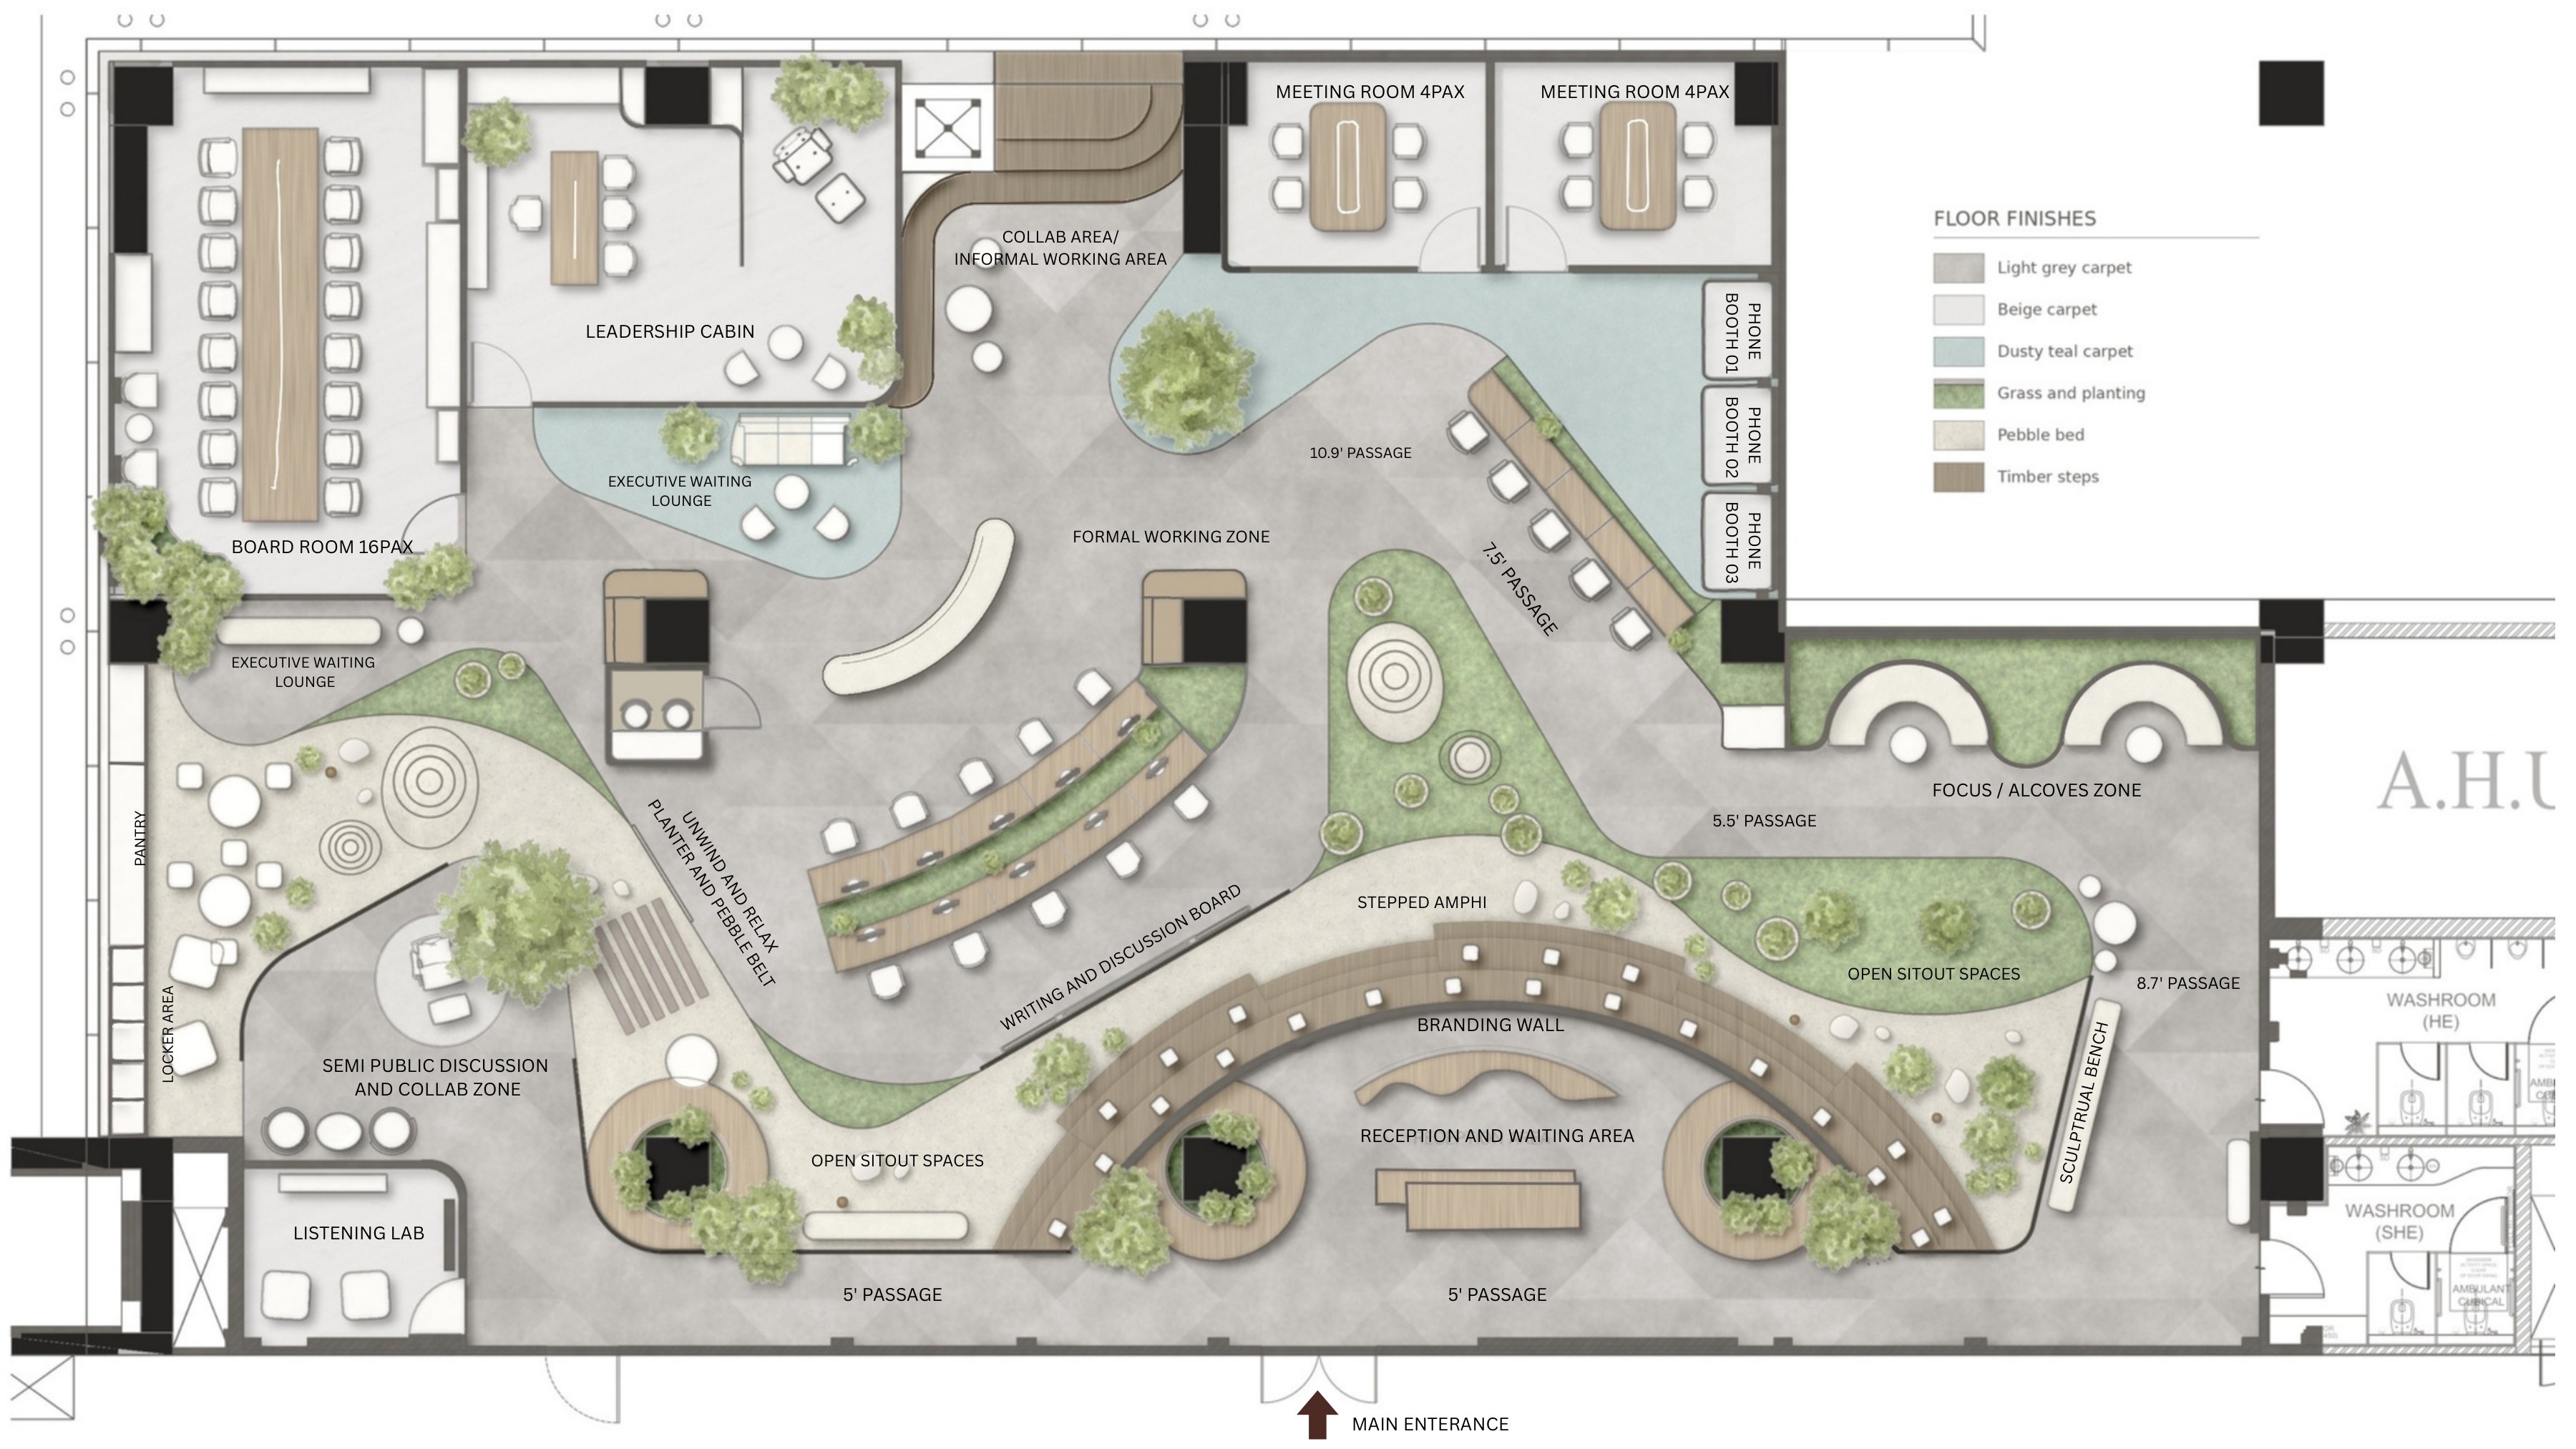 MEETING ROOM 4PAX
MEETING ROOM 4PAX
FLOOR FINISHES
Light grey carpet
Beige carpet
Dusty teal carpet
Grass and planting
Pebble bed
Timber steps
COLLAB AREA/
INFORMAL WORKING AREA
LEADERSHIP CABIN
PHONE
BOOTH 01
PHONE
BOOTH 02
PHONE
BOOTH 03
10.9' PASSAGE
EXECUTIVE WAITING
LOUNGE
FORMAL WORKING ZONE
BOARD ROOM 16PAX
7.5' PASSAGE
EXECUTIVE WAITING
LOUNGE
A.H.U
FOCUS / ALCOVES ZONE
5.5' PASSAGE
PANTRY
UNWIND AND RELAX
PLANTER AND PEBBLE BELT
STEPPED AMPHI
WRITING AND DISCUSSION BOARD
OPEN SITOUT SPACES
8.7' PASSAGE
WASHROOM
(HE)
LOCKER AREA
BRANDING WALL
SEMI PUBLIC DISCUSSION
AND COLLAB ZONE
SCULPTRUAL BENCH
RECEPTION AND WAITING AREA
OPEN SITOUT SPACES
WASHROOM
(SHE)
LISTENING LAB
AMBULANT
CUBICAL
5' PASSAGE
5' PASSAGE
MAIN ENTERANCE